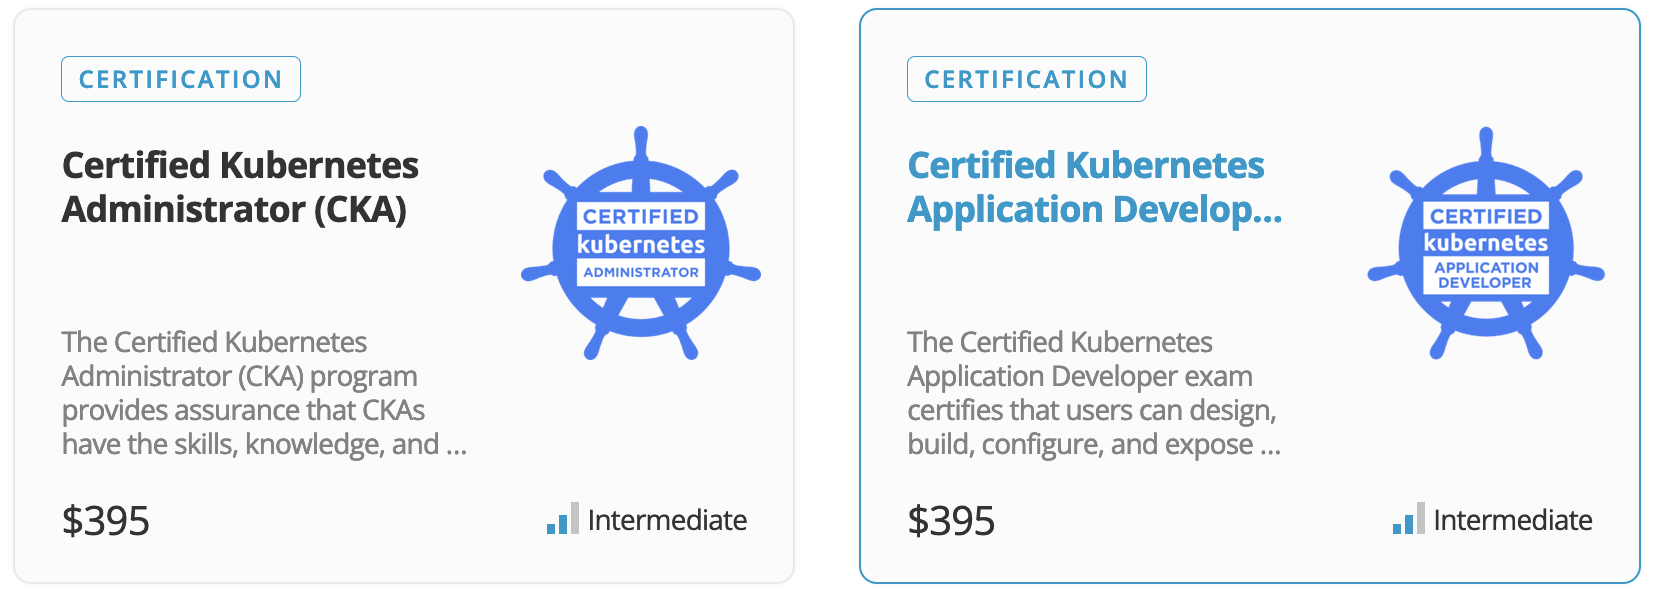 CERTIFICATION
Certified Kubernetes
Administrator (CKA)
CERTIFIED
kubernetes
ADMINISTRATOR
The Certified Kubernetes
Administrator (CKA) program
provides assurance that CKAs
have the skills, knowledge, and ...
$395
Intermediate
CERTIFICATION
Certified Kubernetes
Application Develop...
CERTIFIED
kubernetes
APPLICATION
DEVELOPER
The Certified Kubernetes
Application Developer exam
certifies that users can design,
build, configure, and expose ...
$395
Intermediate